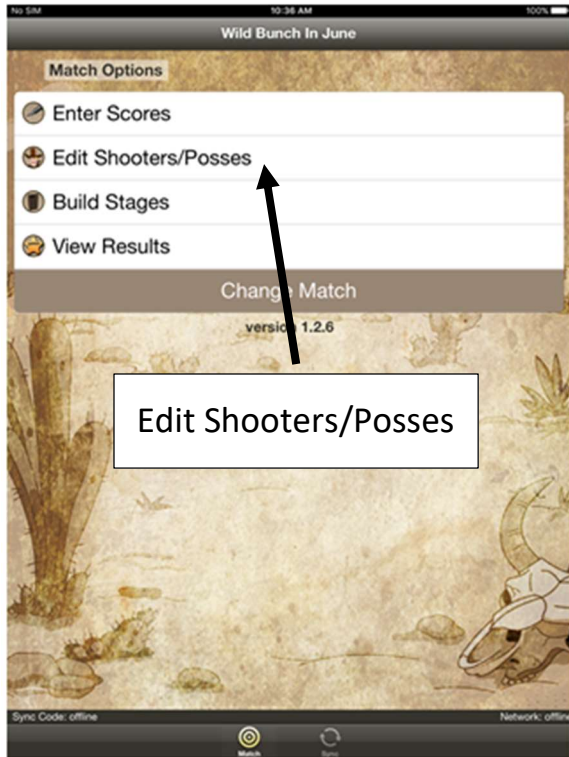 No SIM 10:36 AM 100%
Wild Bunch In June
Match Options
Enter Scores
Edit Shooters/Posses
Build Stages
View Results
Change Match
version 1.2.6
Edit Shooters/Posses
Sync Code: offline Network: offline
Match Sync